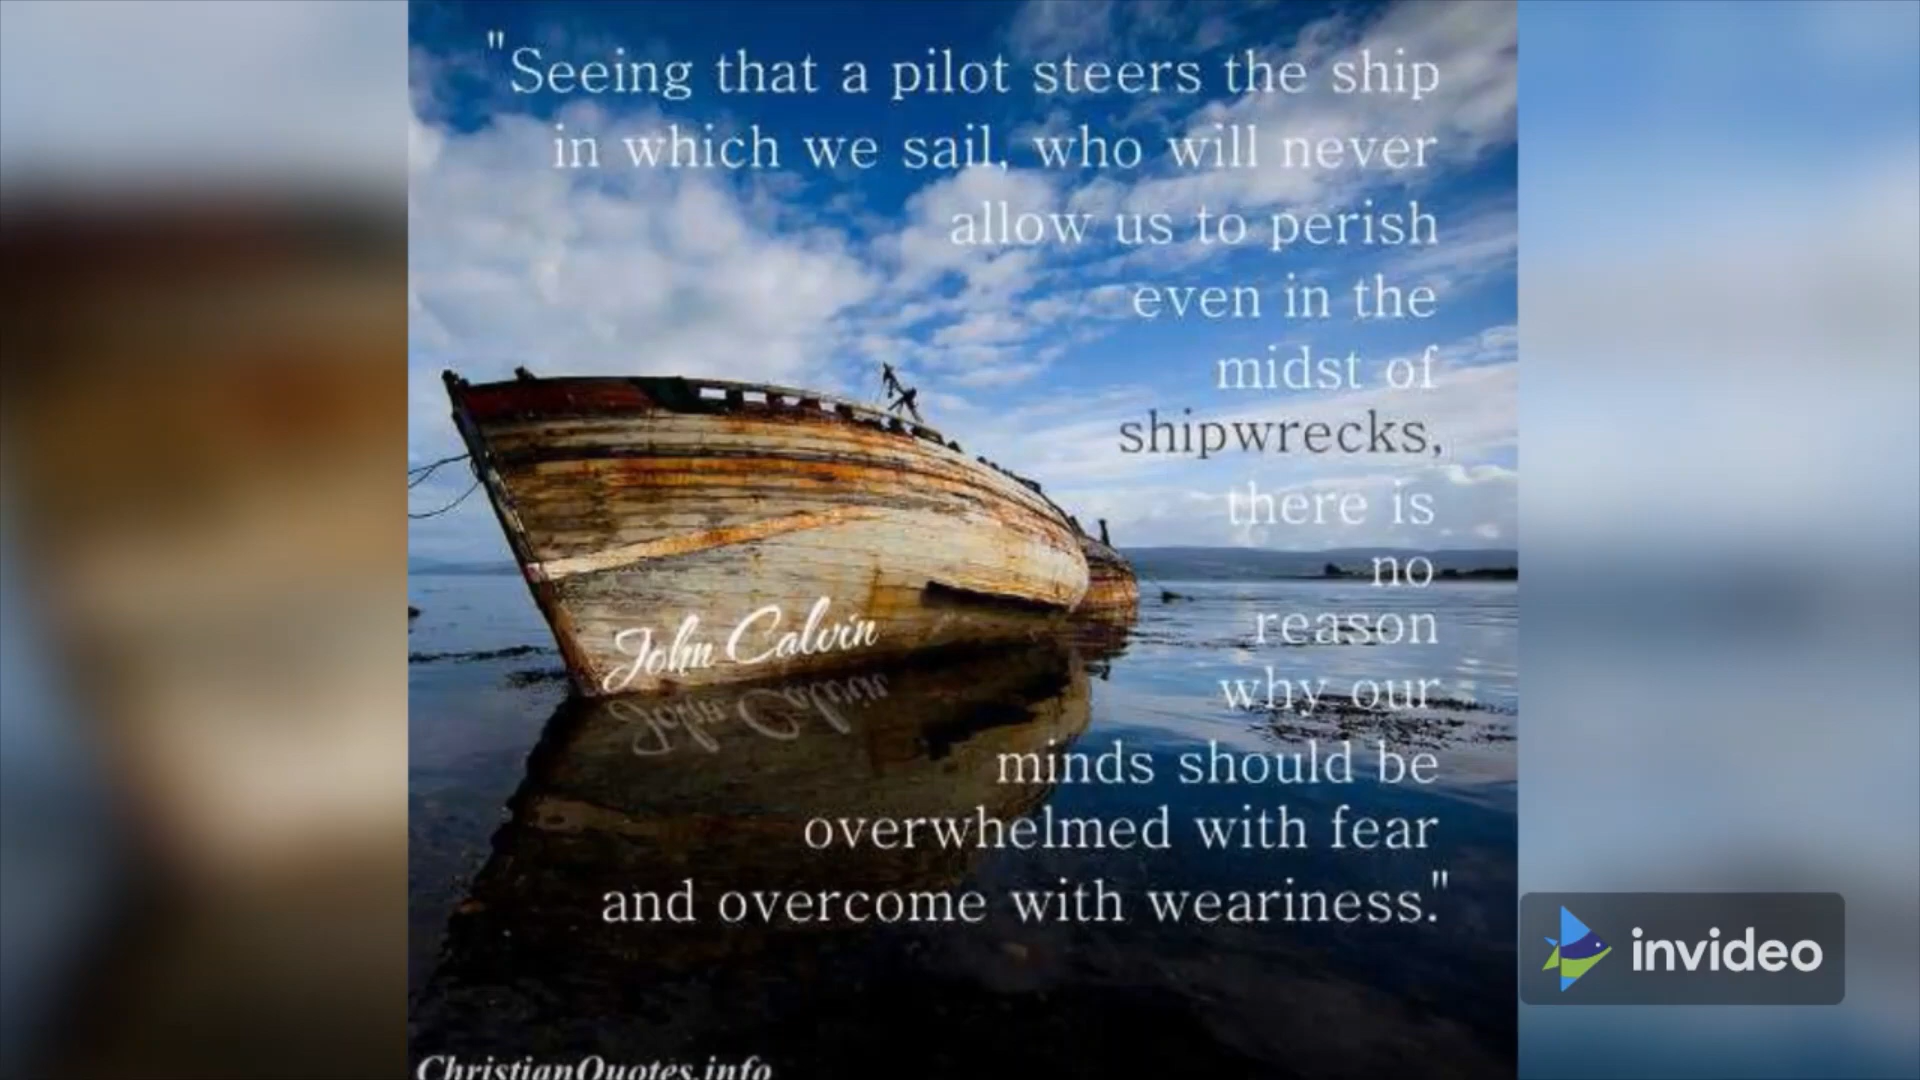 "Seeing that a pilot steers the ship
in which we sail, who will never
allow us to perish
even in the
midst of
shipwrecks,
there is
no
reason
why our
minds should be
overwhelmed with fear
and overcome with weariness."
John Calvin
John Calvin
ChristianQuotes.info
invideo